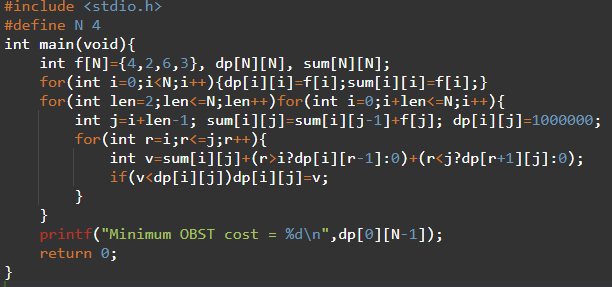 #include <stdio.h>
#define N 4
int main(void){
    int f[N]={4,2,6,3}, dp[N][N], sum[N][N];
    for(int i=0;i<N;i++){dp[i][i]=f[i];sum[i][i]=f[i];}
    for(int len=2;len<=N;len++)for(int i=0;i+len<=N;i++){
        int j=i+len-1; sum[i][j]=sum[i][j-1]+f[j]; dp[i][j]=1000000;
        for(int r=i;r<=j;r++){
            int v=sum[i][j]+(r>i?dp[i][r-1]:0)+(r<j?dp[r+1][j]:0);
            if(v<dp[i][j])dp[i][j]=v;
        }
    }
    printf("Minimum OBST cost = %d\n",dp[0][N-1]);
    return 0;
}